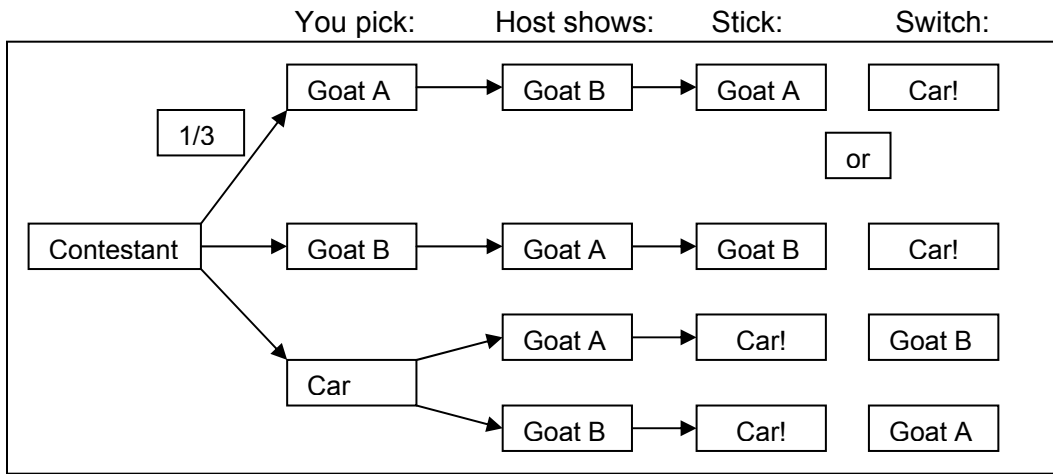 You pick: Host shows: Stick: Switch:
Goat A Goat B Goat A Car!
1/3
or
Contestant Goat B Goat A Goat B Car!
Goat A Car! Goat B
Car
Goat B Car! Goat A